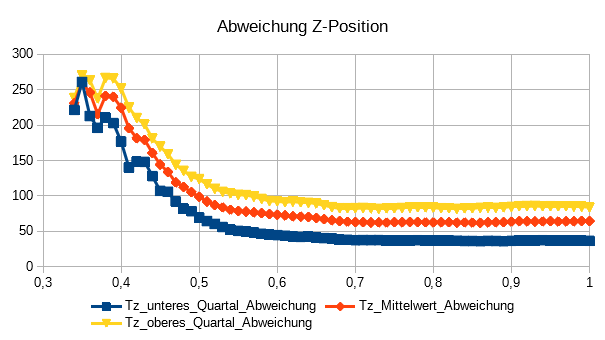 Abweichung Z-Position
300
250
200
150
100
50
0
0,3 0,4 0,5 0,6 0,7 0,8 0,9 1
Tz_unteres_Quartal_Abweichung Tz_Mittelwert_Abweichung
Tz_oberes_Quartal_Abweichung